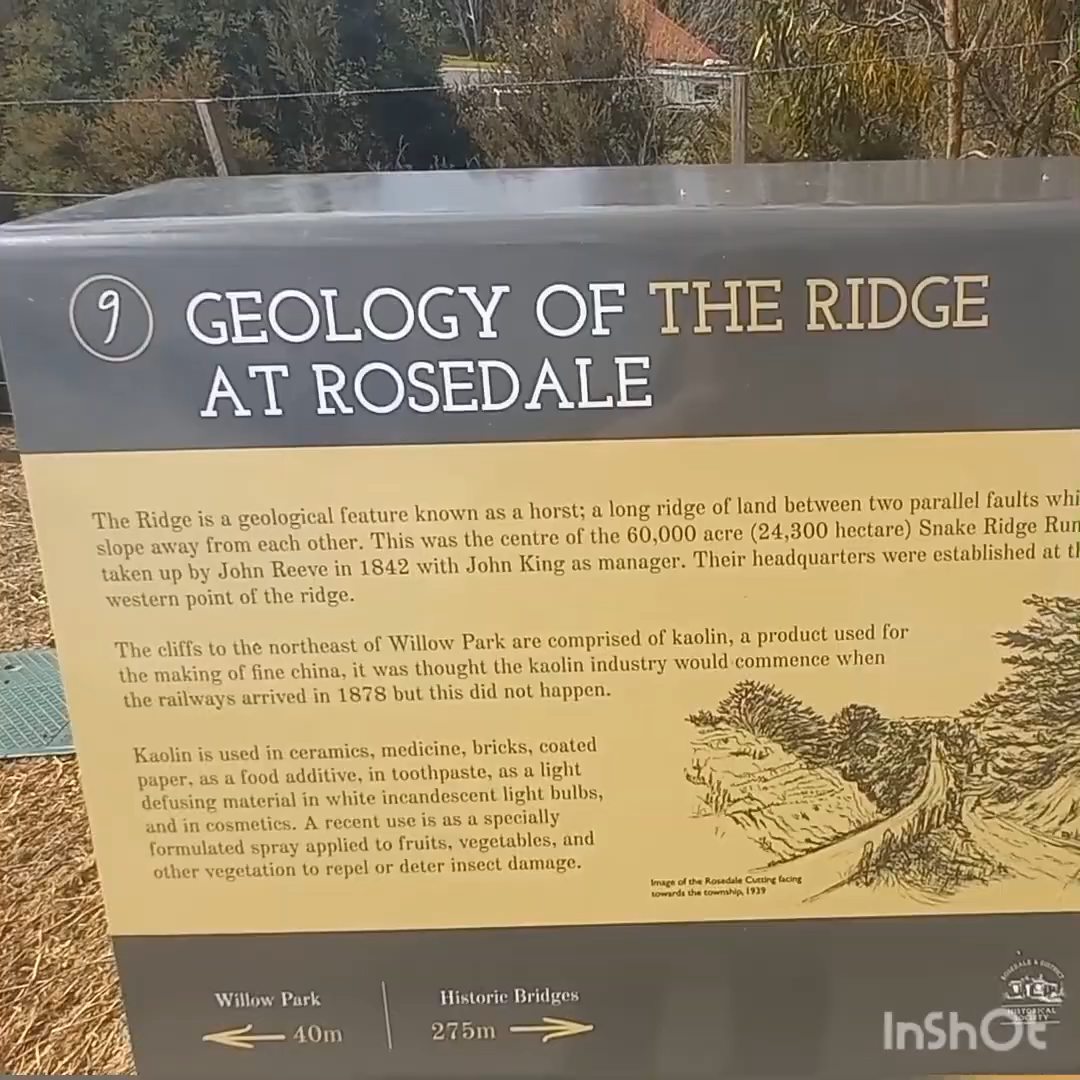 9 GEOLOGY OF THE RIDGE
AT ROSEDALE
The Ridge is a geological feature known as a horst; a long ridge of land between two parallel faults whi
slope away from each other. This was the centre of the 60,000 acre (24,300 hectare) Snake Ridge Run
taken up by John Reeve in 1842 with John King as manager. Their headquarters were established at th
western point of the ridge.
The cliffs to the northeast of Willow Park are comprised of kaolin, a product used for
the making of fine china, it was thought the kaolin industry would commence when
the railways arrived in 1878 but this did not happen.
Kaolin is used in ceramics, medicine, bricks, coated
paper, as a food additive, in toothpaste, as a light
defusing material in white incandescent light bulbs,
and in cosmetics. A recent use is as a specially
formulated spray applied to fruits, vegetables, and
other vegetation to repel or deter insect damage.
Image of the Rosedale Cutting facing
towards the township, 1939
Willow Park
40m
Historic Bridges
275m
ROSEDALE & DISTRICT
HISTORICAL
SOCIETY
InShOt